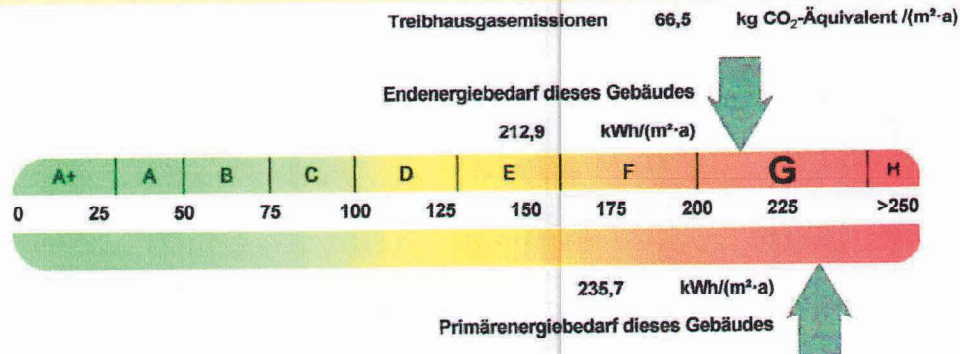 Treibhausgasemissionen 66,5 kg CO₂-Äquivalent /(m²·a)
Endenergiebedarf dieses Gebäudes
212,9 kWh/(m²·a)
A+ A B C D E F G H
0 25 50 75 100 125 150 175 200 225 >250
235,7 kWh/(m²·a)
Primärenergiebedarf dieses Gebäudes